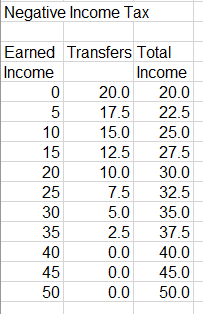 Negative Income Tax
Earned Transfers Total
Income Income
0 20.0 20.0
5 17.5 22.5
10 15.0 25.0
15 12.5 27.5
20 10.0 30.0
25 7.5 32.5
30 5.0 35.0
35 2.5 37.5
40 0.0 40.0
45 0.0 45.0
50 0.0 50.0